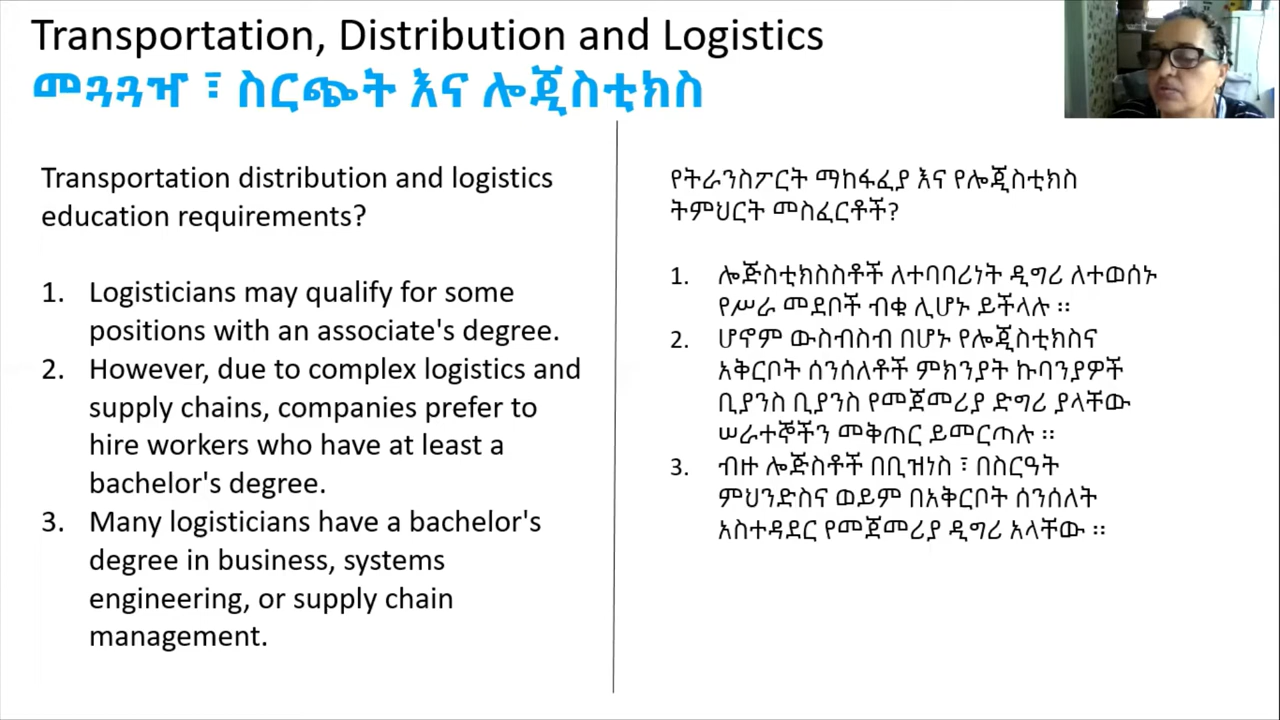 Transportation, Distribution and Logistics
መጓጓዣ ፣ ስርጭት እና ሎጂስቲክስ
Transportation distribution and logistics
education requirements?
1. Logisticians may qualify for some
positions with an associate's degree.
2. However, due to complex logistics and
supply chains, companies prefer to
hire workers who have at least a
bachelor's degree.
3. Many logisticians have a bachelor's
degree in business, systems
engineering, or supply chain
management.
የትራንስፖርት ማከፋፈያ እና የሎጂስቲክስ
ትምህርት መስፈርቶች?
1. ሎጅስቲክስስቶች ለተባባሪነት ዲግሪ ለተወሰኑ
የሥራ መደቦች ብቁ ሊሆኑ ይችላሉ ፡፡
2. ሆኖም ውስብስብ በሆኑ የሎጂስቲክስና
አቅርቦት ሰንሰለቶች ምክንያት ኩባንያዎች
ቢያንስ ቢያንስ የመጀመሪያ ድግሪ ያላቸው
ሠራተኞችን መቅጠር ይመርጣሉ ፡፡
3. ብዙ ሎጅስቶች በቢዝነስ ፣ በስርዓት
ምህንድስና ወይም በአቅርቦት ሰንሰለት
አስተዳደር የመጀመሪያ ዲግሪ አላቸው ፡፡